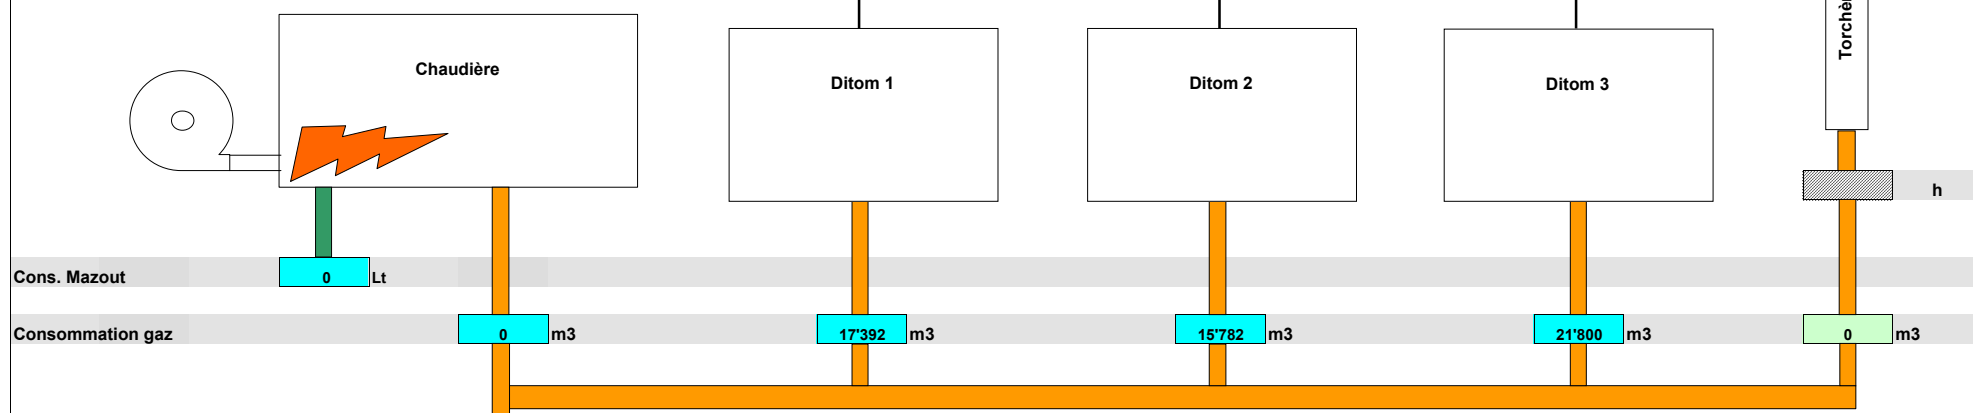 Torchèr
Chaudière
Ditom 1
Ditom 2
Ditom 3
h
Cons. Mazout 0 Lt
Consommation gaz 0 m3 17'392 m3 15'782 m3 21'800 m3 0 m3